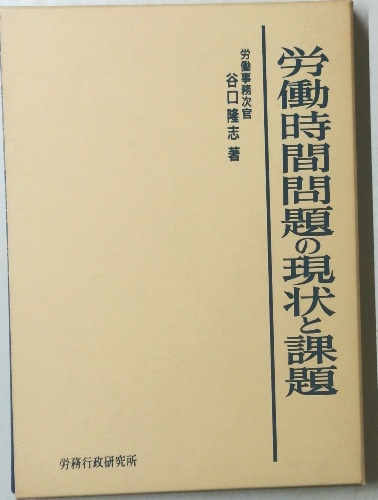 労働時間問題の現状と課題
労働事務次官
谷口隆志著
労務行政研究所